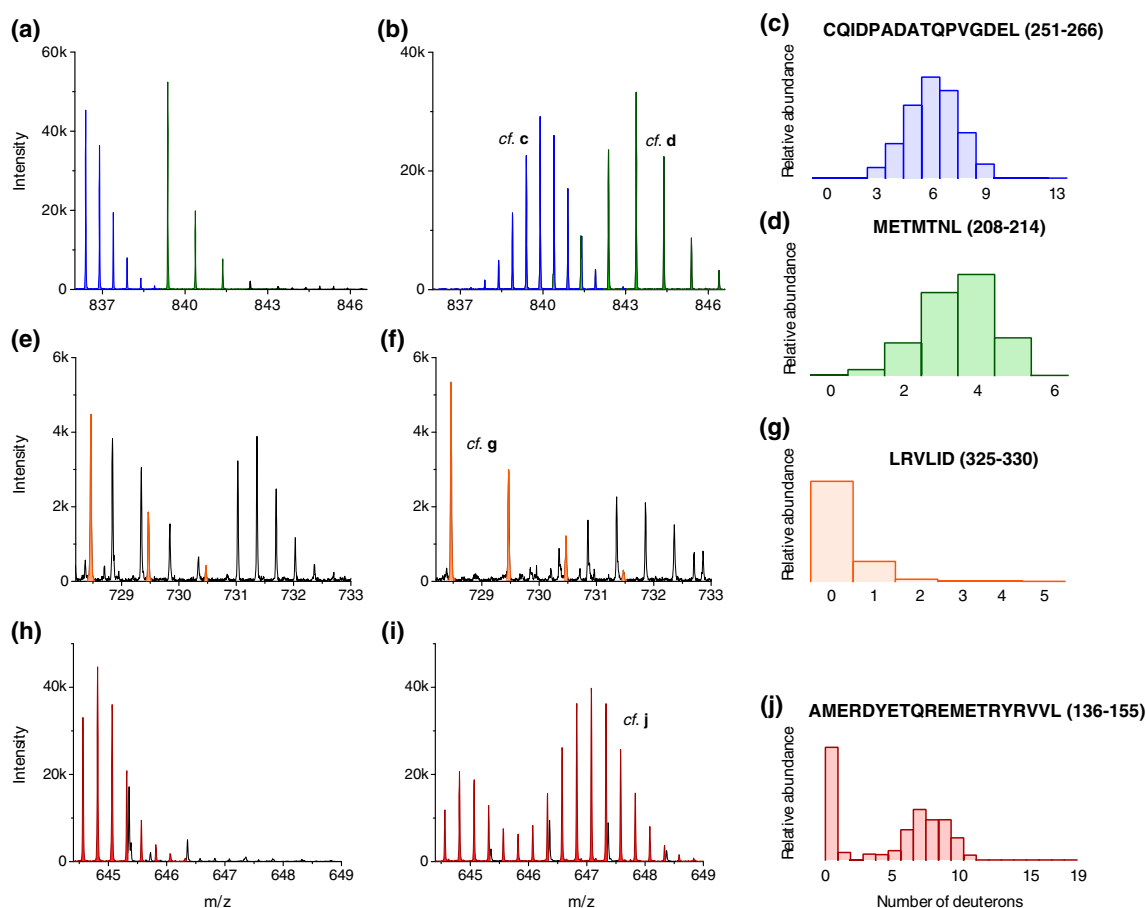 (a)
60k
40k
20k
0
Intensity
837
840
843
846
(b)
40k
20k
0
cf. c
cf. d
837
840
843
846
(c)
CQIDPADATQPVGDEL (251-266)
Relative abundance
0
3
6
9
13
(d)
METMTNL (208-214)
Relative abundance
0
2
4
6
(e)
6k
4k
2k
0
Intensity
729
730
731
732
733
(f)
6k
4k
2k
0
cf. g
729
730
731
732
733
(g)
LRVLID (325-330)
Relative abundance
0
1
2
3
4
5
(h)
40k
20k
0
Intensity
645
646
647
648
649
m/z
(i)
40k
20k
0
cf. j
645
646
647
648
649
m/z
(j)
AMERDYETQREMETRYRVVL (136-155)
Relative abundance
0
5
10
15
19
Number of deuterons